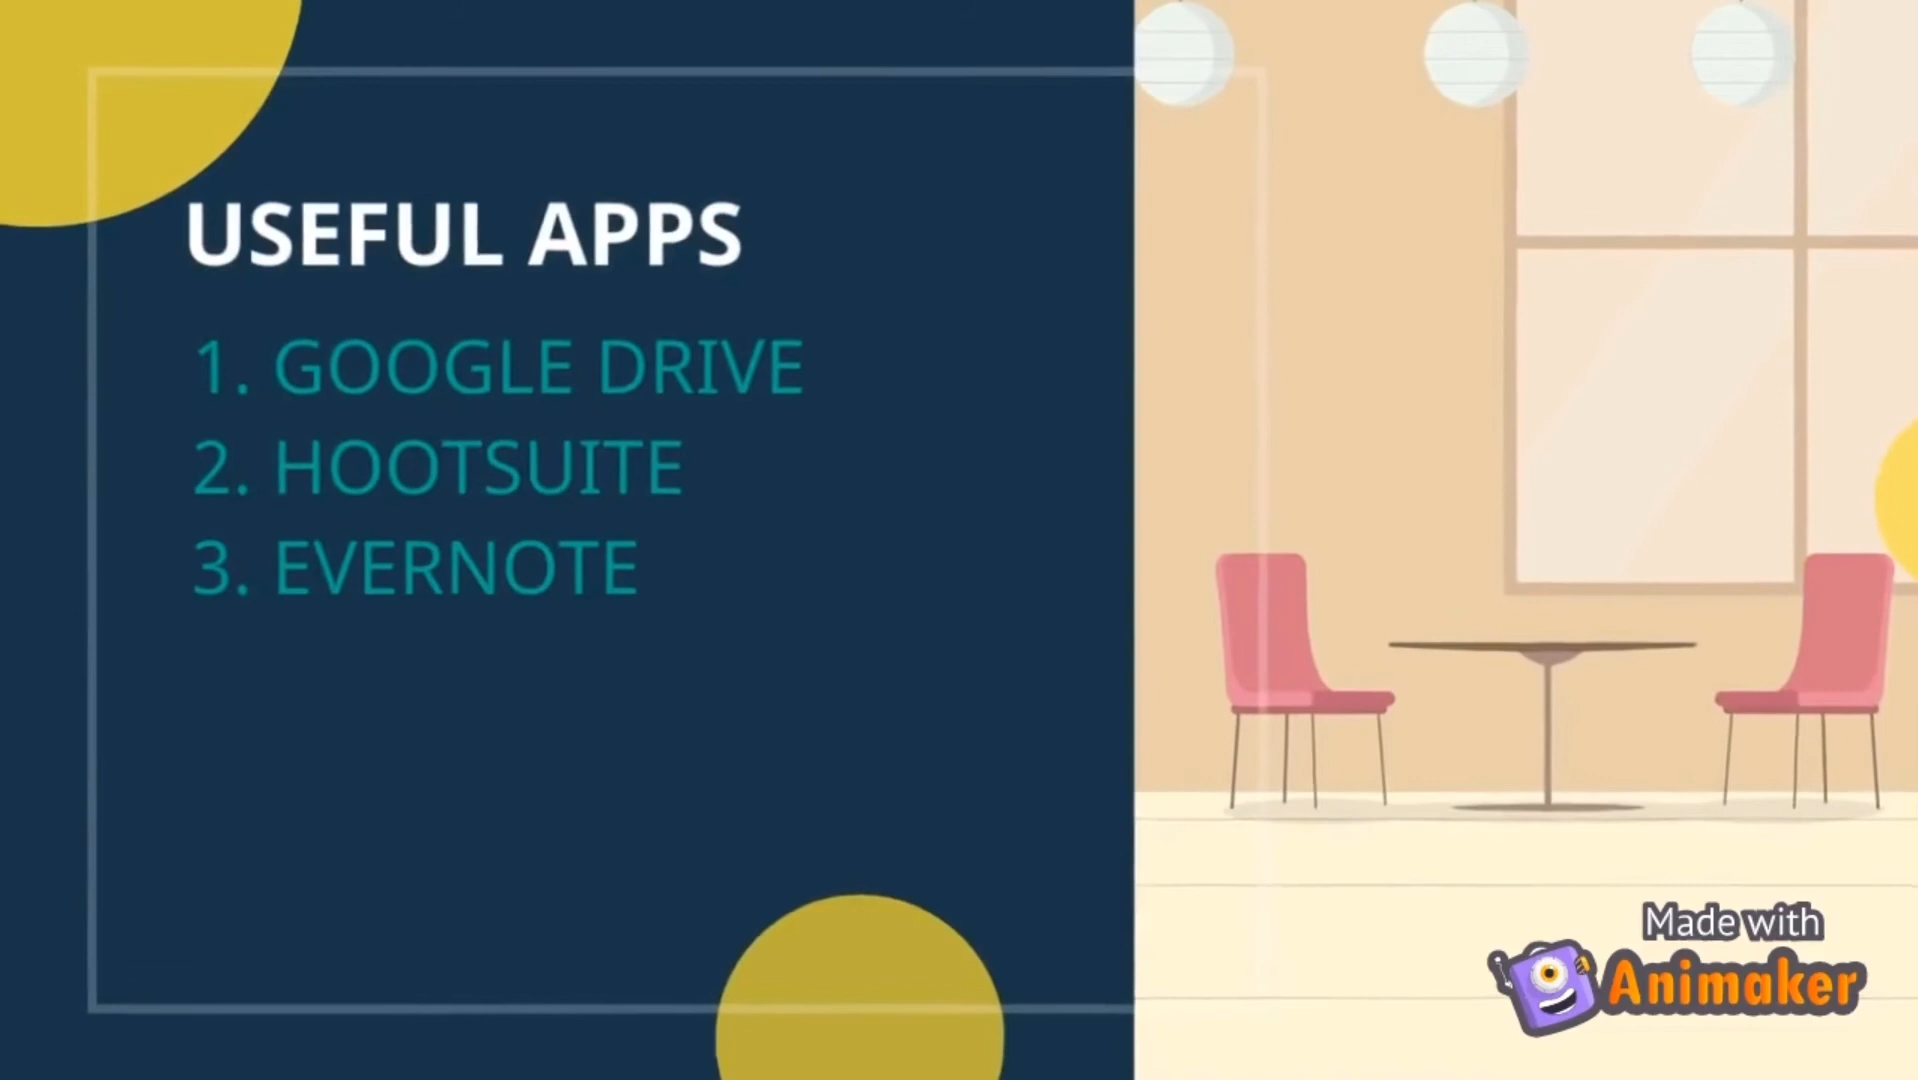 USEFUL APPS
1. GOOGLE DRIVE
2. HOOTSUITE
3. EVERNOTE
Made with
Animaker